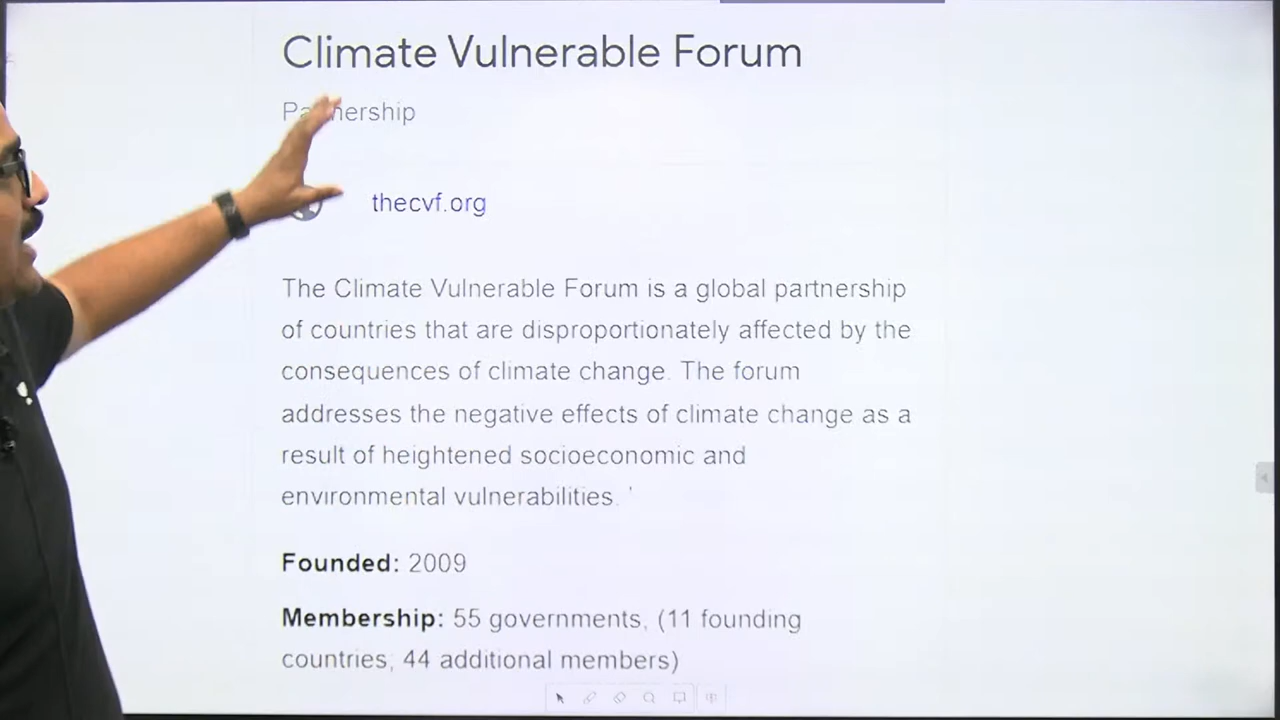 Climate Vulnerable Forum
Partnership
thecvf.org
The Climate Vulnerable Forum is a global partnership
of countries that are disproportionately affected by the
consequences of climate change. The forum
addresses the negative effects of climate change as a
result of heightened socioeconomic and
environmental vulnerabilities. '
Founded: 2009
Membership: 55 governments, (11 founding
countries; 44 additional members)